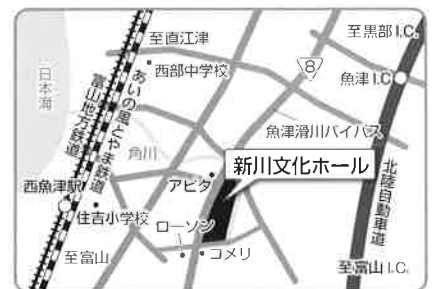 至直江津
至黒部I.C.
日本海
西部中学校
8
魚津I.C
あいの風とやま鉄道
富山地方鉄道
角川
魚津滑川バイパス
新川文化ホール
アピタ
北陸自動車道
西魚津駅
住吉小学校
ローソン
コメリ
至富山
至富山I.C.